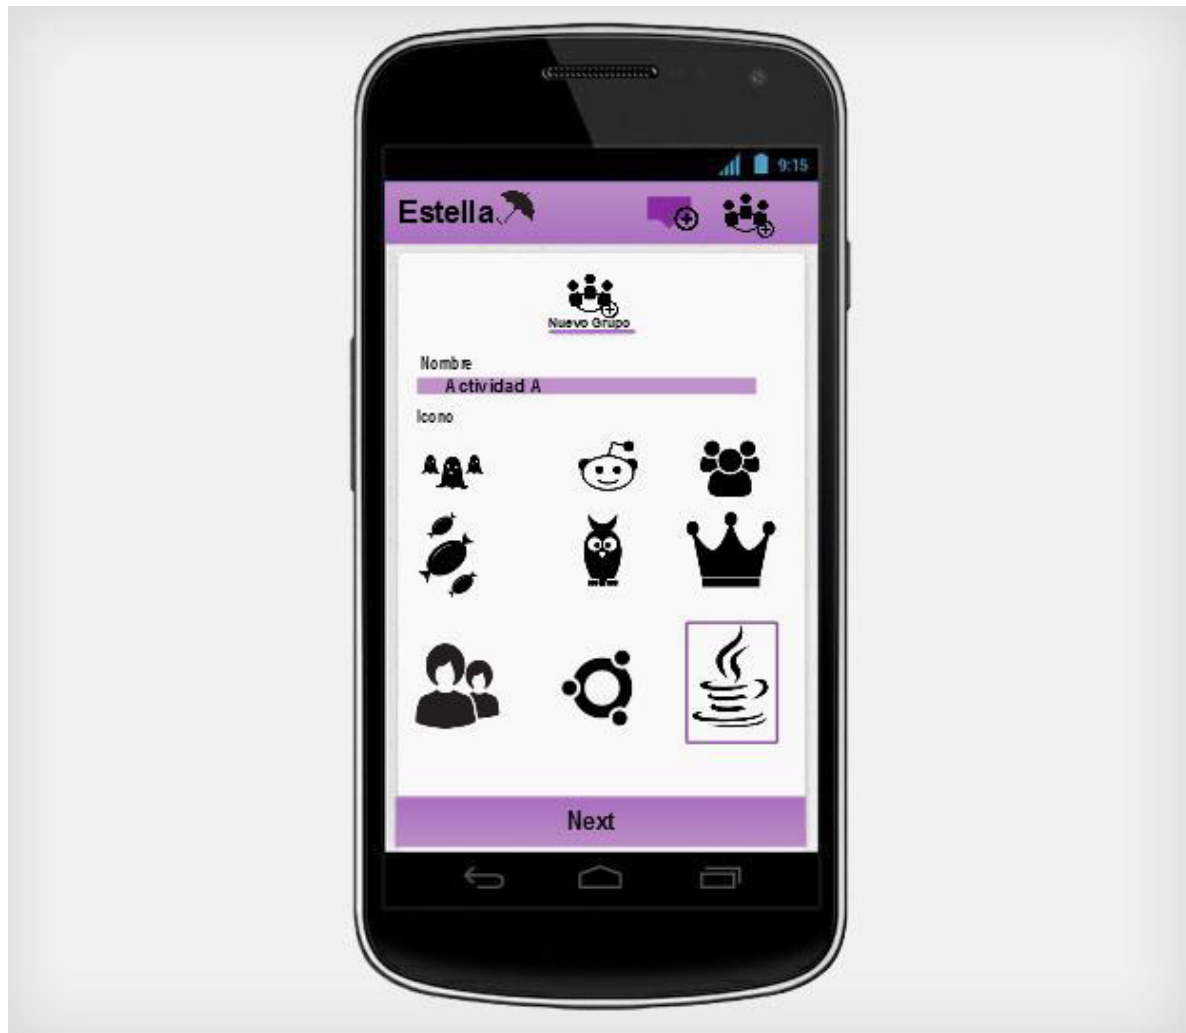 9:15
Estella
Nuevo Grupo
Nombre
Actividad A
Icono
Next